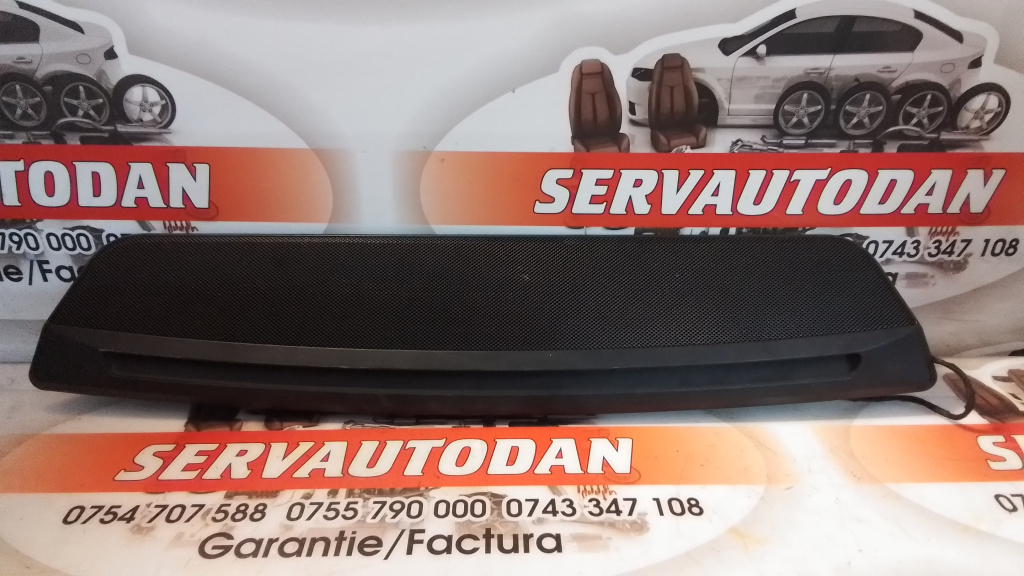 TODAN
SERVAUTODAN
790 000
0743 347 108
ie/Factu
SERVAUTODAN
0754 707 588 0755 790 000 0743 347 108
Garantie/Factura